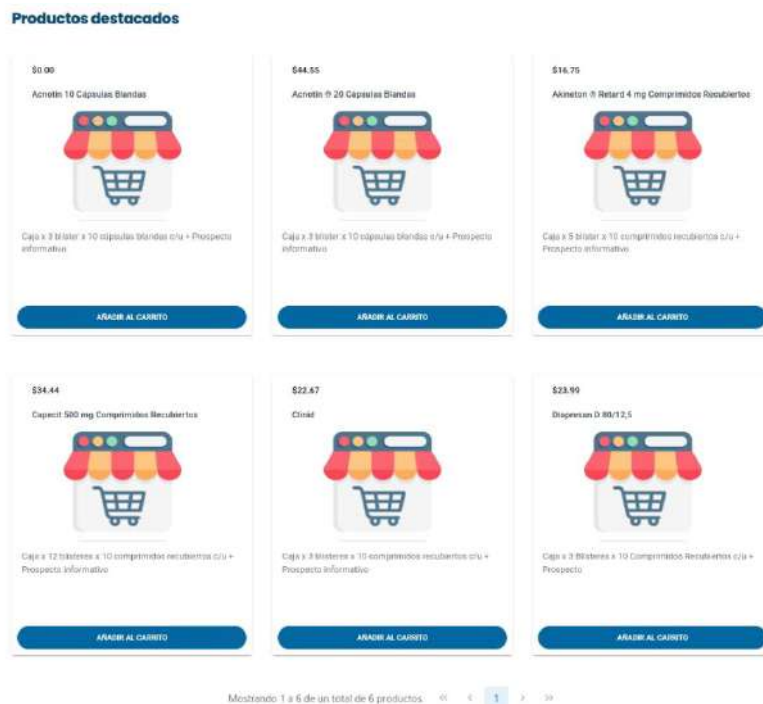 Productos destacados
$0.00
Acnotin 10 Cápsulas Blandas
Caja x 3 blíster x 10 cápsulas blandas c/u + Prospecto
informativo
AÑADIR AL CARRITO
$44.55
Acnotin ® 20 Cápsulas Blandas
Caja x 3 blíster x 10 cápsulas blandas c/u + Prospecto
informativo
AÑADIR AL CARRITO
$16.75
Akineton ® Retard 4 mg Comprimidos Recubiertos
Caja x 5 blíster x 10 comprimidos recubiertos c/u +
Prospecto informativo
AÑADIR AL CARRITO
$34.44
Capecit 500 mg Comprimidos Recubiertos
Caja x 12 blísteres x 10 comprimidos recubiertos c/u +
Prospecto informativo
AÑADIR AL CARRITO
$22.67
Clinid
Caja x 3 blísteres x 10 comprimidos recubiertos c/u +
Prospecto informativo
AÑADIR AL CARRITO
$23.99
Diapresan D 80/12,5
Caja x 3 Blísteres x 10 Comprimidos Recubiertos c/u +
Prospecto
AÑADIR AL CARRITO
Mostrando 1 a 6 de un total de 6 productos « ‹ 1 › »